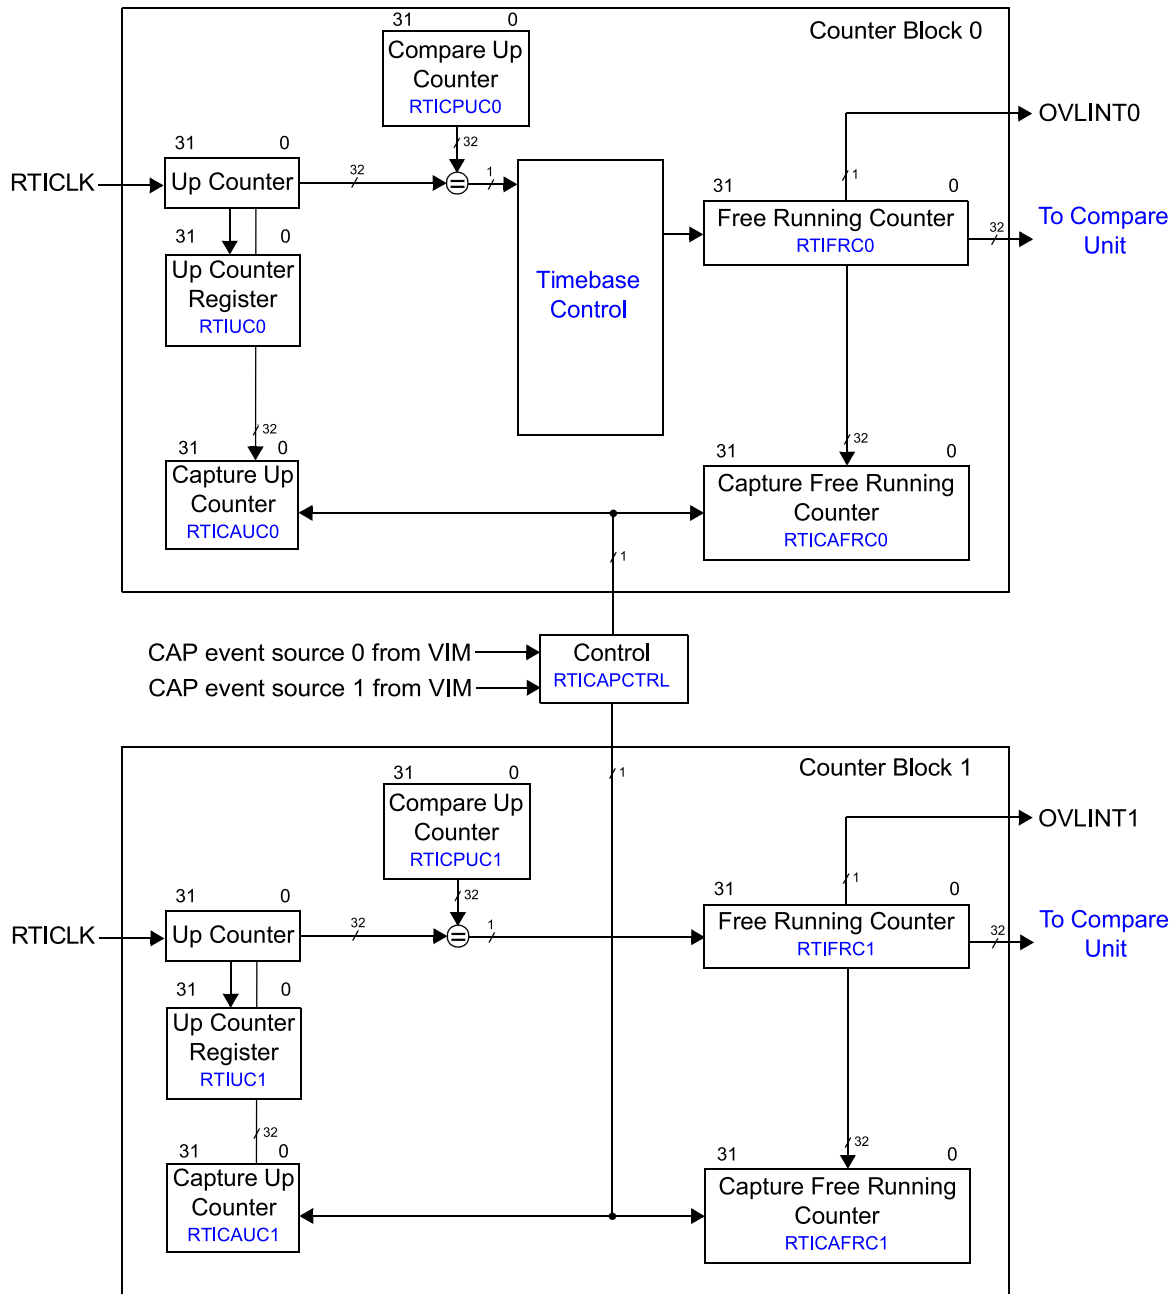 Counter Block 0
31 0
Compare Up
Counter
RTICPUC0
32
OVLINT0
31 0
RTICLK
Up Counter
32
=
1
1
31 0
Free Running Counter
RTIFRC0
32
To Compare
Unit
31 0
Up Counter
Register
RTIUC0
Timebase
Control
32
31 0
Capture Up
Counter
RTICAUC0
32
31 0
Capture Free Running
Counter
RTICAFRC0
1
CAP event source 0 from VIM
CAP event source 1 from VIM
Control
RTICAPCTRL
Counter Block 1
1
31 0
Compare Up
Counter
RTICPUC1
32
OVLINT1
31 0
RTICLK
Up Counter
32
=
1
1
31 0
Free Running Counter
RTIFRC1
32
To Compare
Unit
31 0
Up Counter
Register
RTIUC1
32
31 0
Capture Up
Counter
RTICAUC1
32
31 0
Capture Free Running
Counter
RTICAFRC1